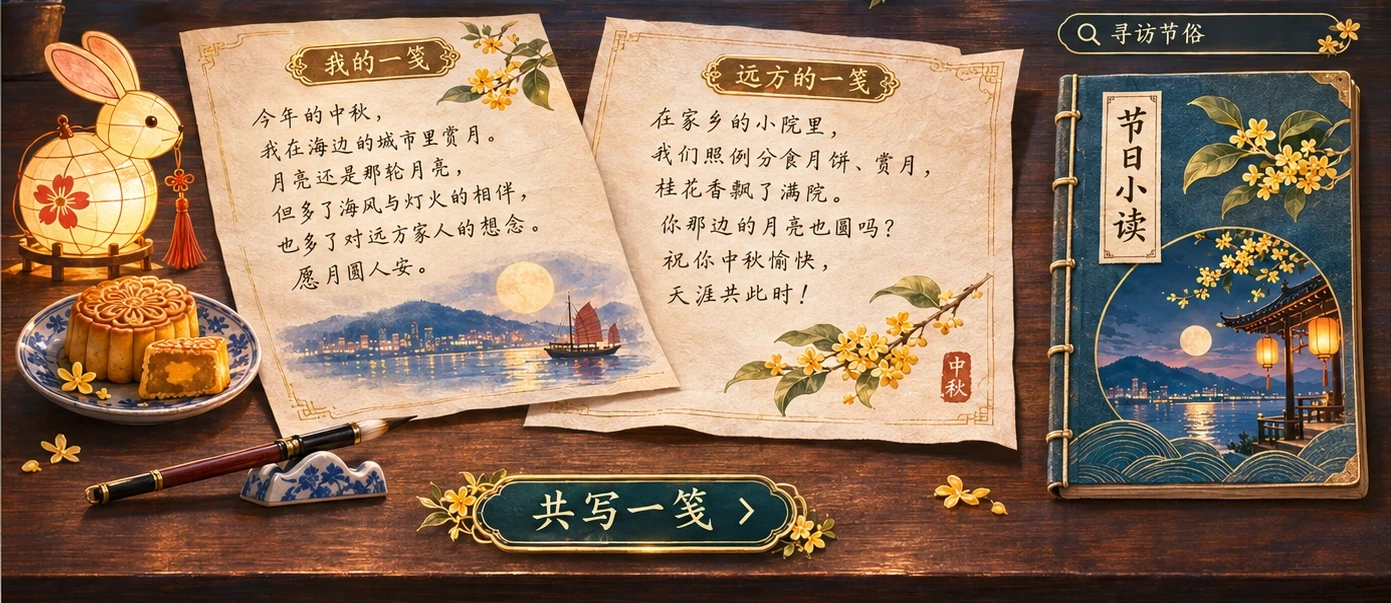 我的一笺
今年的中秋，
我在海边的城市里赏月。
月亮还是那轮月亮，
但多了海风与灯火的相伴，
也多了对远方家人的想念。
愿月圆人安。
远方的一笺
在家乡的小院里，
我们照例分食月饼、赏月，
桂花香飘了满院。
你那边的月亮也圆吗？
祝你中秋愉快，
天涯共此时！
中秋
寻访节俗
节日小读
共写一笺